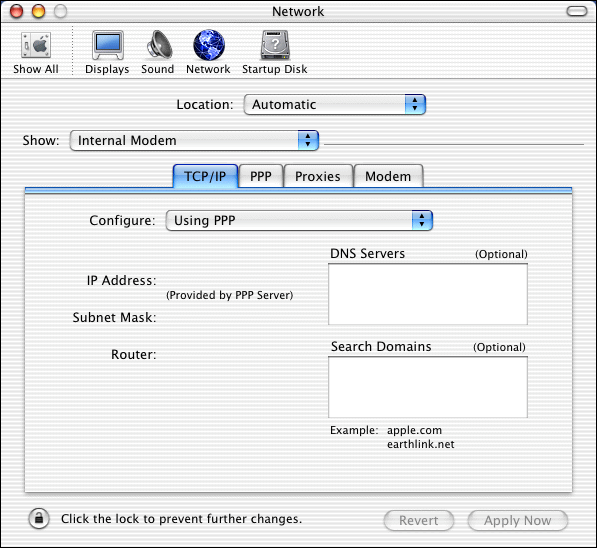 Network
Show All Displays Sound Network Startup Disk
Location: Automatic
Show: Internal Modem
TCP/IP PPP Proxies Modem
Configure: Using PPP
DNS Servers (Optional)
IP Address:
(Provided by PPP Server)
Subnet Mask:
Search Domains (Optional)
Router:
Example: apple.com
earthlink.net
Click the lock to prevent further changes.
Revert Apply Now